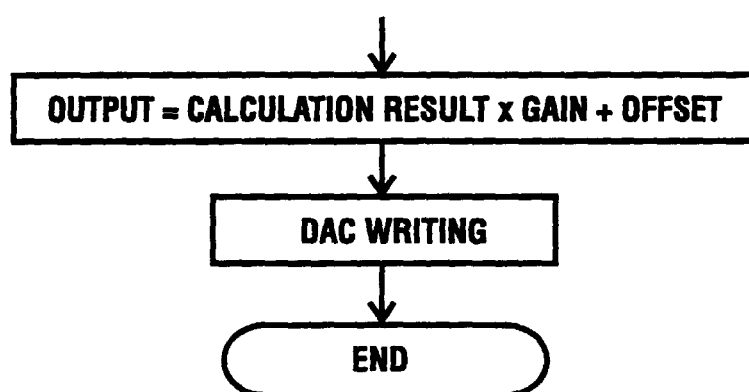 OUTPUT = CALCULATION RESULT x GAIN + OFFSET
DAC WRITING
END